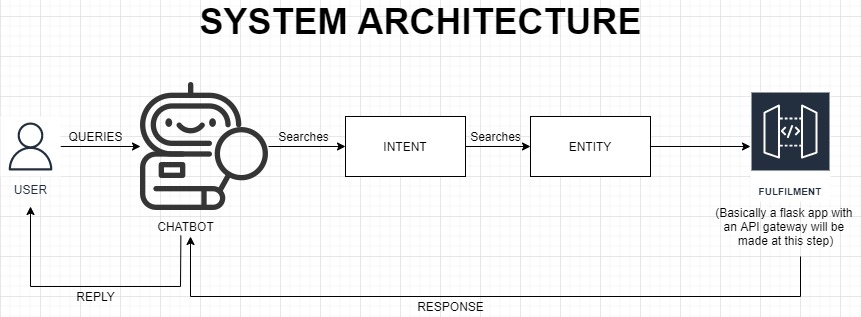 SYSTEM ARCHITECTURE
QUERIES
Searches
INTENT
Searches
ENTITY
</>
USER
CHATBOT
FULFILMENT
(Basically a flask app with
an API gateway will be
made at this step)
REPLY
RESPONSE